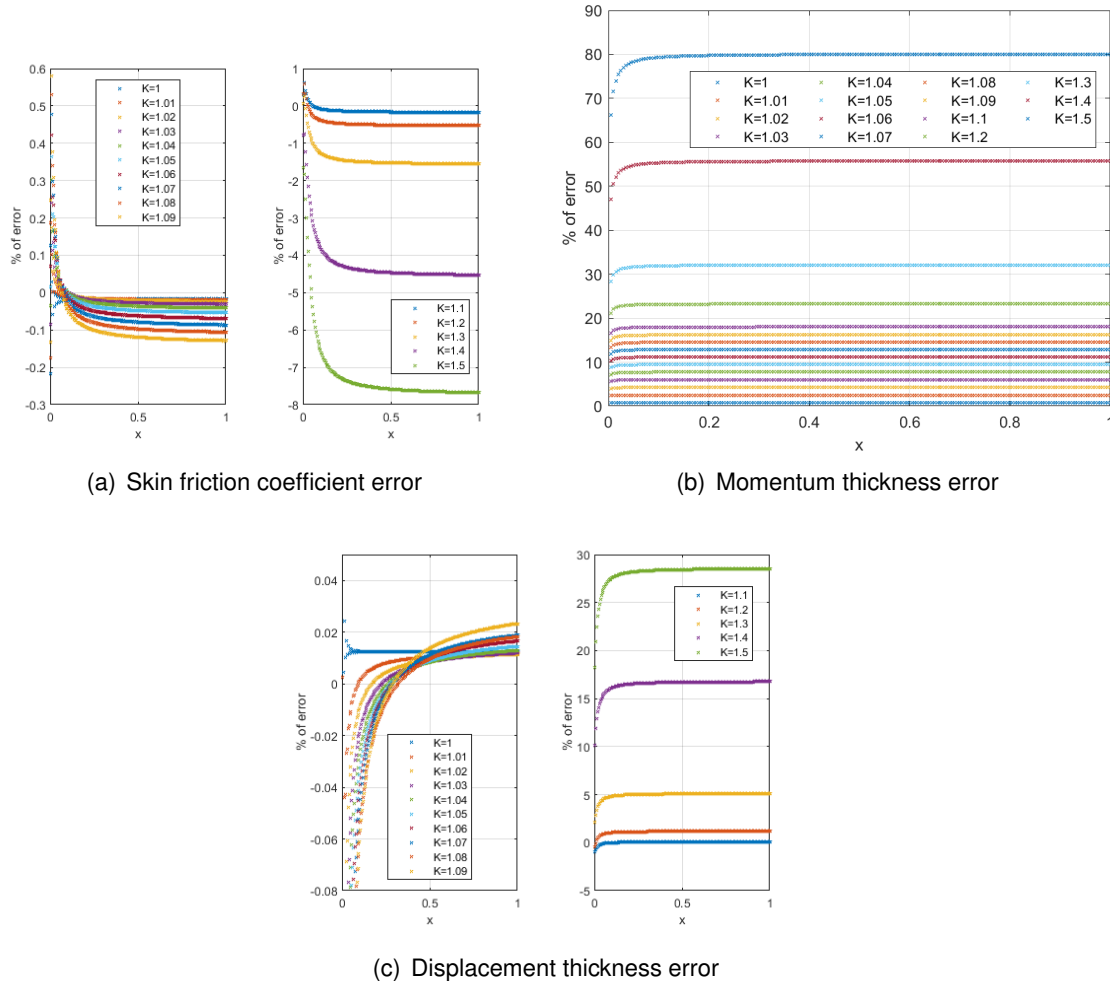 0.6
0.5
0.4
0.3
0.2
0.1
0
-0.1
-0.2
-0.3
% of error
0 0.5 1
x
K=1
K=1.01
K=1.02
K=1.03
K=1.04
K=1.05
K=1.06
K=1.07
K=1.08
K=1.09
1
0
-1
-2
-3
-4
-5
-6
-7
-8
% of error
0 0.5 1
x
K=1.1
K=1.2
K=1.3
K=1.4
K=1.5
(a) Skin friction coefficient error
90
80
70
60
50
40
30
20
10
0
% of error
0 0.2 0.4 0.6 0.8 1
x
K=1 K=1.04 K=1.08 K=1.3
K=1.01 K=1.05 K=1.09 K=1.4
K=1.02 K=1.06 K=1.1 K=1.5
K=1.03 K=1.07 K=1.2
(b) Momentum thickness error
0.04
0.02
0
-0.02
-0.04
-0.06
-0.08
% of error
0 0.5 1
x
K=1
K=1.01
K=1.02
K=1.03
K=1.04
K=1.05
K=1.06
K=1.07
K=1.08
K=1.09
30
25
20
15
10
5
0
-5
% of error
0 0.5 1
x
K=1.1
K=1.2
K=1.3
K=1.4
K=1.5
(c) Displacement thickness error